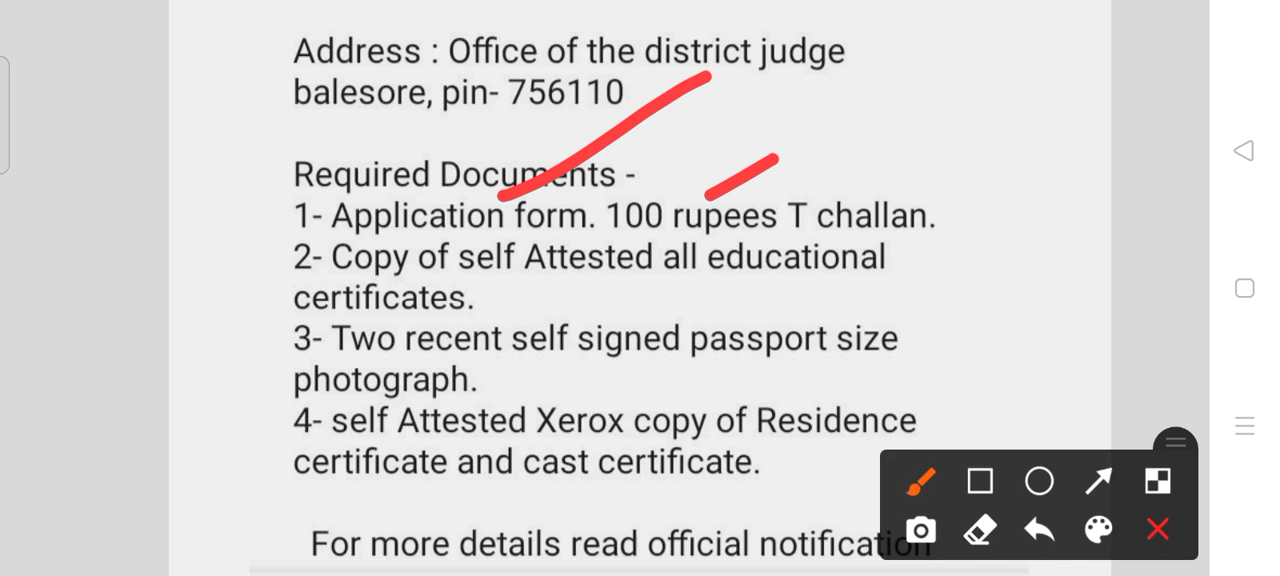 Address : Office of the district judge
balesore, pin- 756110
Required Documents -
1- Application form. 100 rupees T challan.
2- Copy of self Attested all educational
certificates.
3- Two recent self signed passport size
photograph.
4- self Attested Xerox copy of Residence
certificate and cast certificate.
For more details read official notification